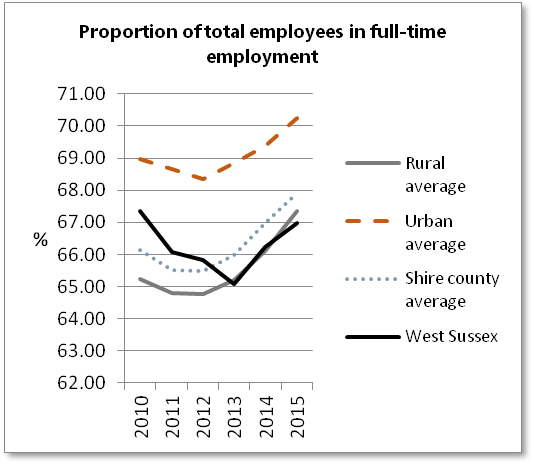 Proportion of total employees in full-time
employment
71.00
70.00
69.00
68.00
67.00
66.00
65.00
64.00
63.00
62.00
%
2010
2011
2012
2013
2014
2015
Rural
average
Urban
average
Shire county
average
West Sussex